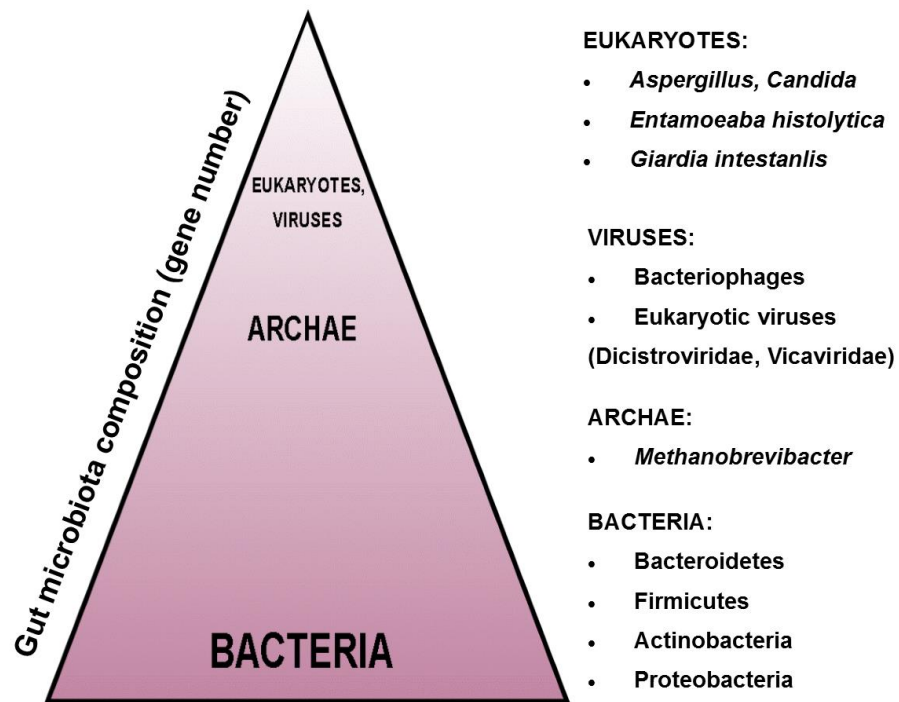 Gut microbiota composition (gene number)
EUKARYOTES,
VIRUSES
ARCHAE
BACTERIA
EUKARYOTES:
• Aspergillus, Candida
• Entamoeaba histolytica
• Giardia intestanlis
VIRUSES:
• Bacteriophages
• Eukaryotic viruses
(Dicistroviridae, Vicaviridae)
ARCHAE:
• Methanobrevibacter
BACTERIA:
• Bacteroidetes
• Firmicutes
• Actinobacteria
• Proteobacteria